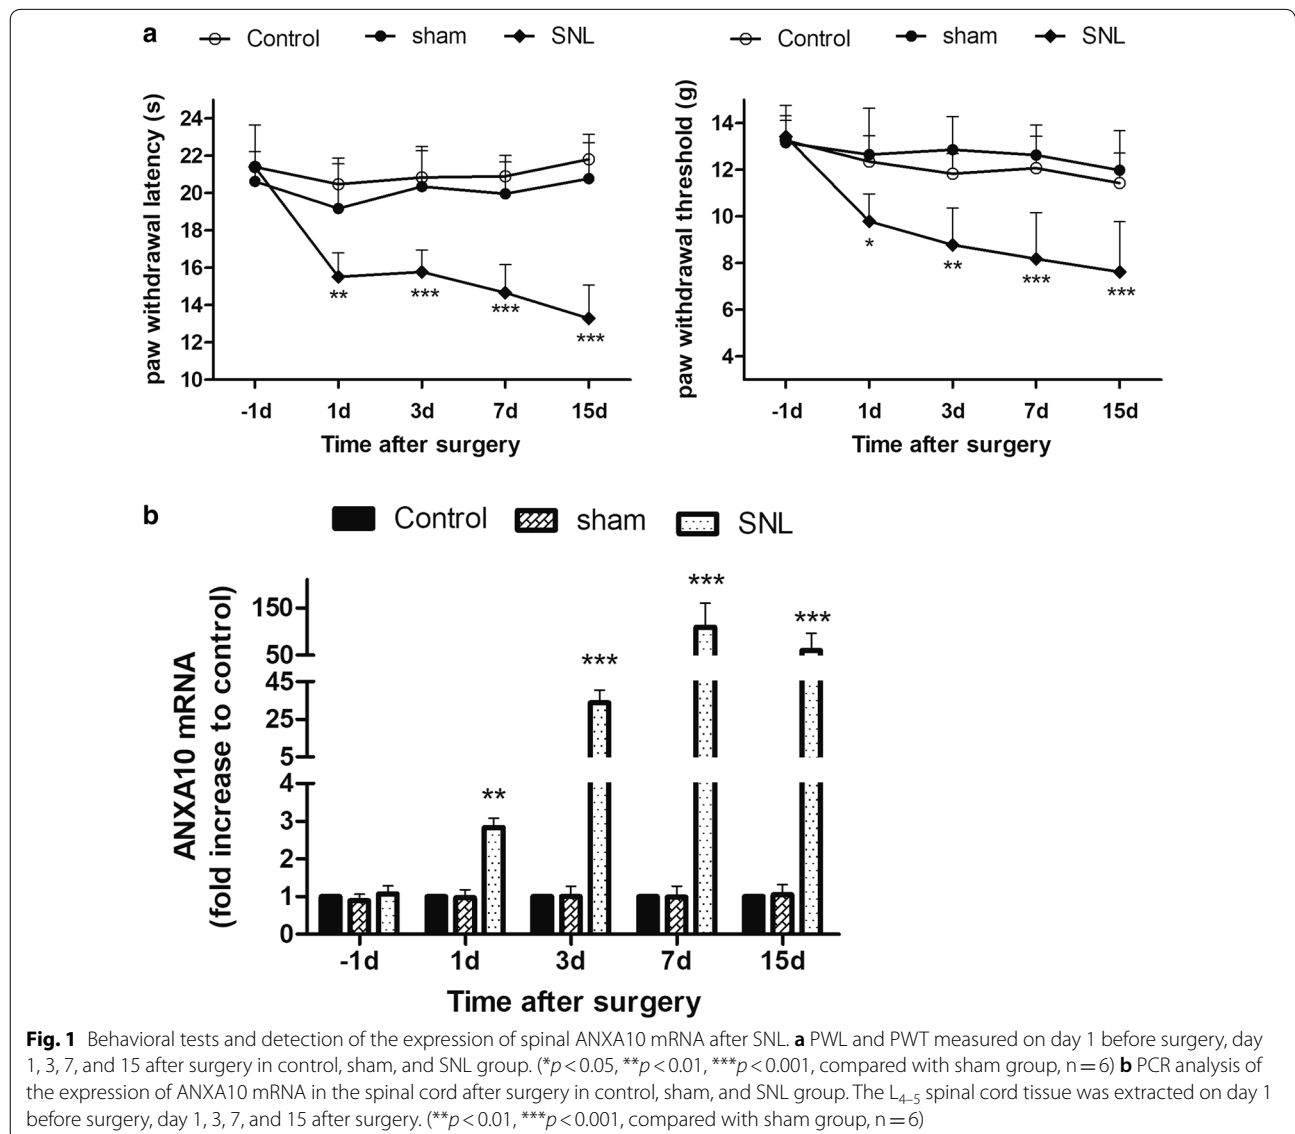 a Control sham SNL Control sham SNL
paw withdrawal latency (s)
24
22
20
18
16
14
12
10
** *** *** ***
-1d 1d 3d 7d 15d
Time after surgery
paw withdrawal threshold (g)
14
12
10
8
6
4
* ** *** ***
-1d 1d 3d 7d 15d
Time after surgery
b Control sham SNL
ANXA10 mRNA
(fold increase to control)
150
50
45
25
5
4
3
2
1
0
** *** *** ***
-1d 1d 3d 7d 15d
Time after surgery
Fig. 1 Behavioral tests and detection of the expression of spinal ANXA10 mRNA after SNL. a PWL and PWT measured on day 1 before surgery, day
1, 3, 7, and 15 after surgery in control, sham, and SNL group. (*p < 0.05, **p < 0.01, ***p < 0.001, compared with sham group, n = 6) b PCR analysis of
the expression of ANXA10 mRNA in the spinal cord after surgery in control, sham, and SNL group. The L4–5 spinal cord tissue was extracted on day 1
before surgery, day 1, 3, 7, and 15 after surgery. (**p < 0.01, ***p < 0.001, compared with sham group, n = 6)